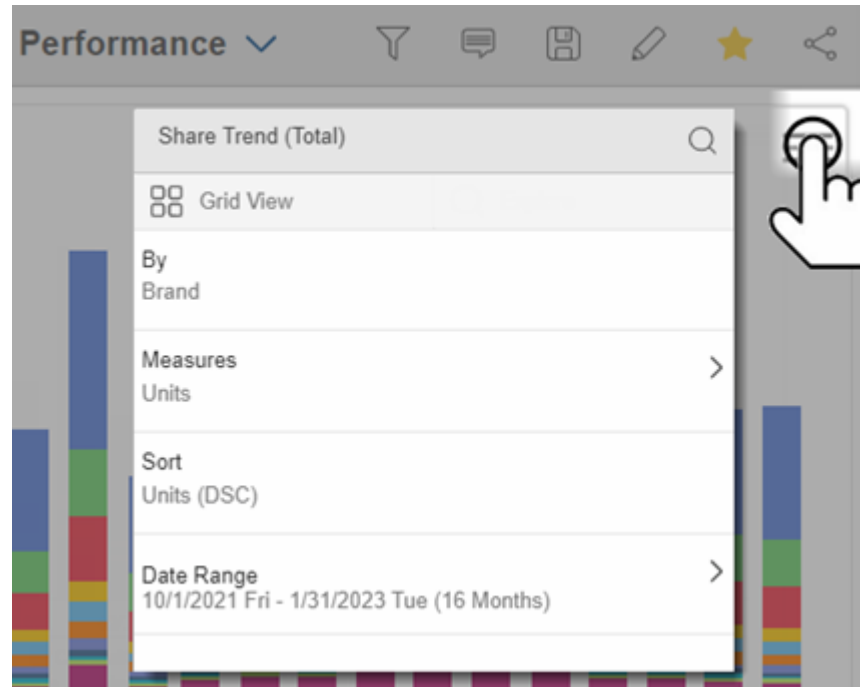 Performance
Share Trend (Total)
Grid View
By
Brand
Measures
Units
Sort
Units (DSC)
Date Range
10/1/2021 Fri - 1/31/2023 Tue (16 Months)